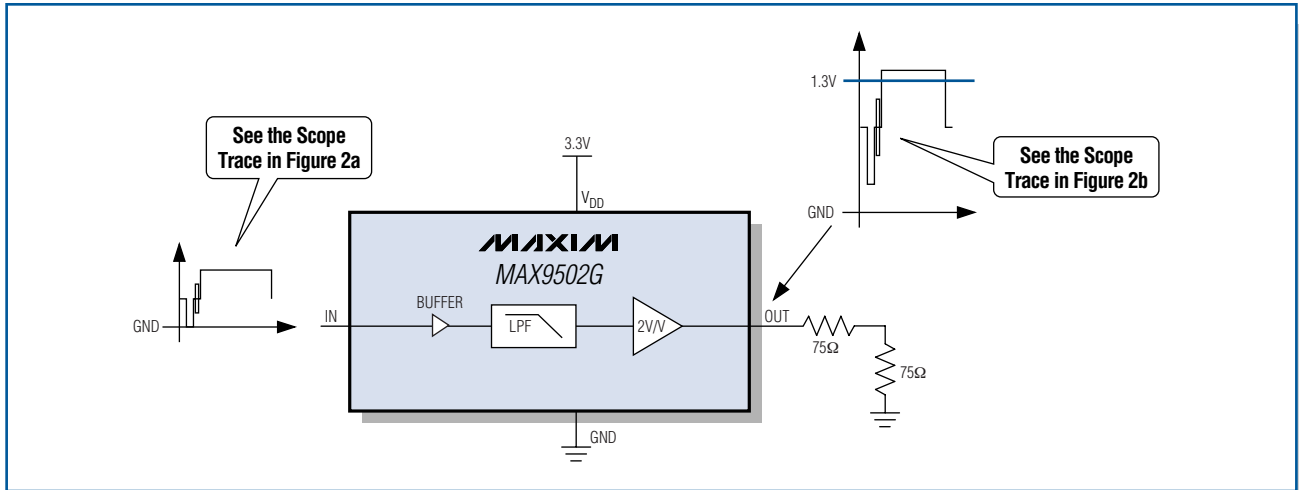 See the Scope
Trace in Figure 2a
GND
3.3V
VDD
MAXIM
MAX9502G
IN
BUFFER
LPF
2V/V
OUT
GND
75Ω
75Ω
1.3V
GND
See the Scope
Trace in Figure 2b